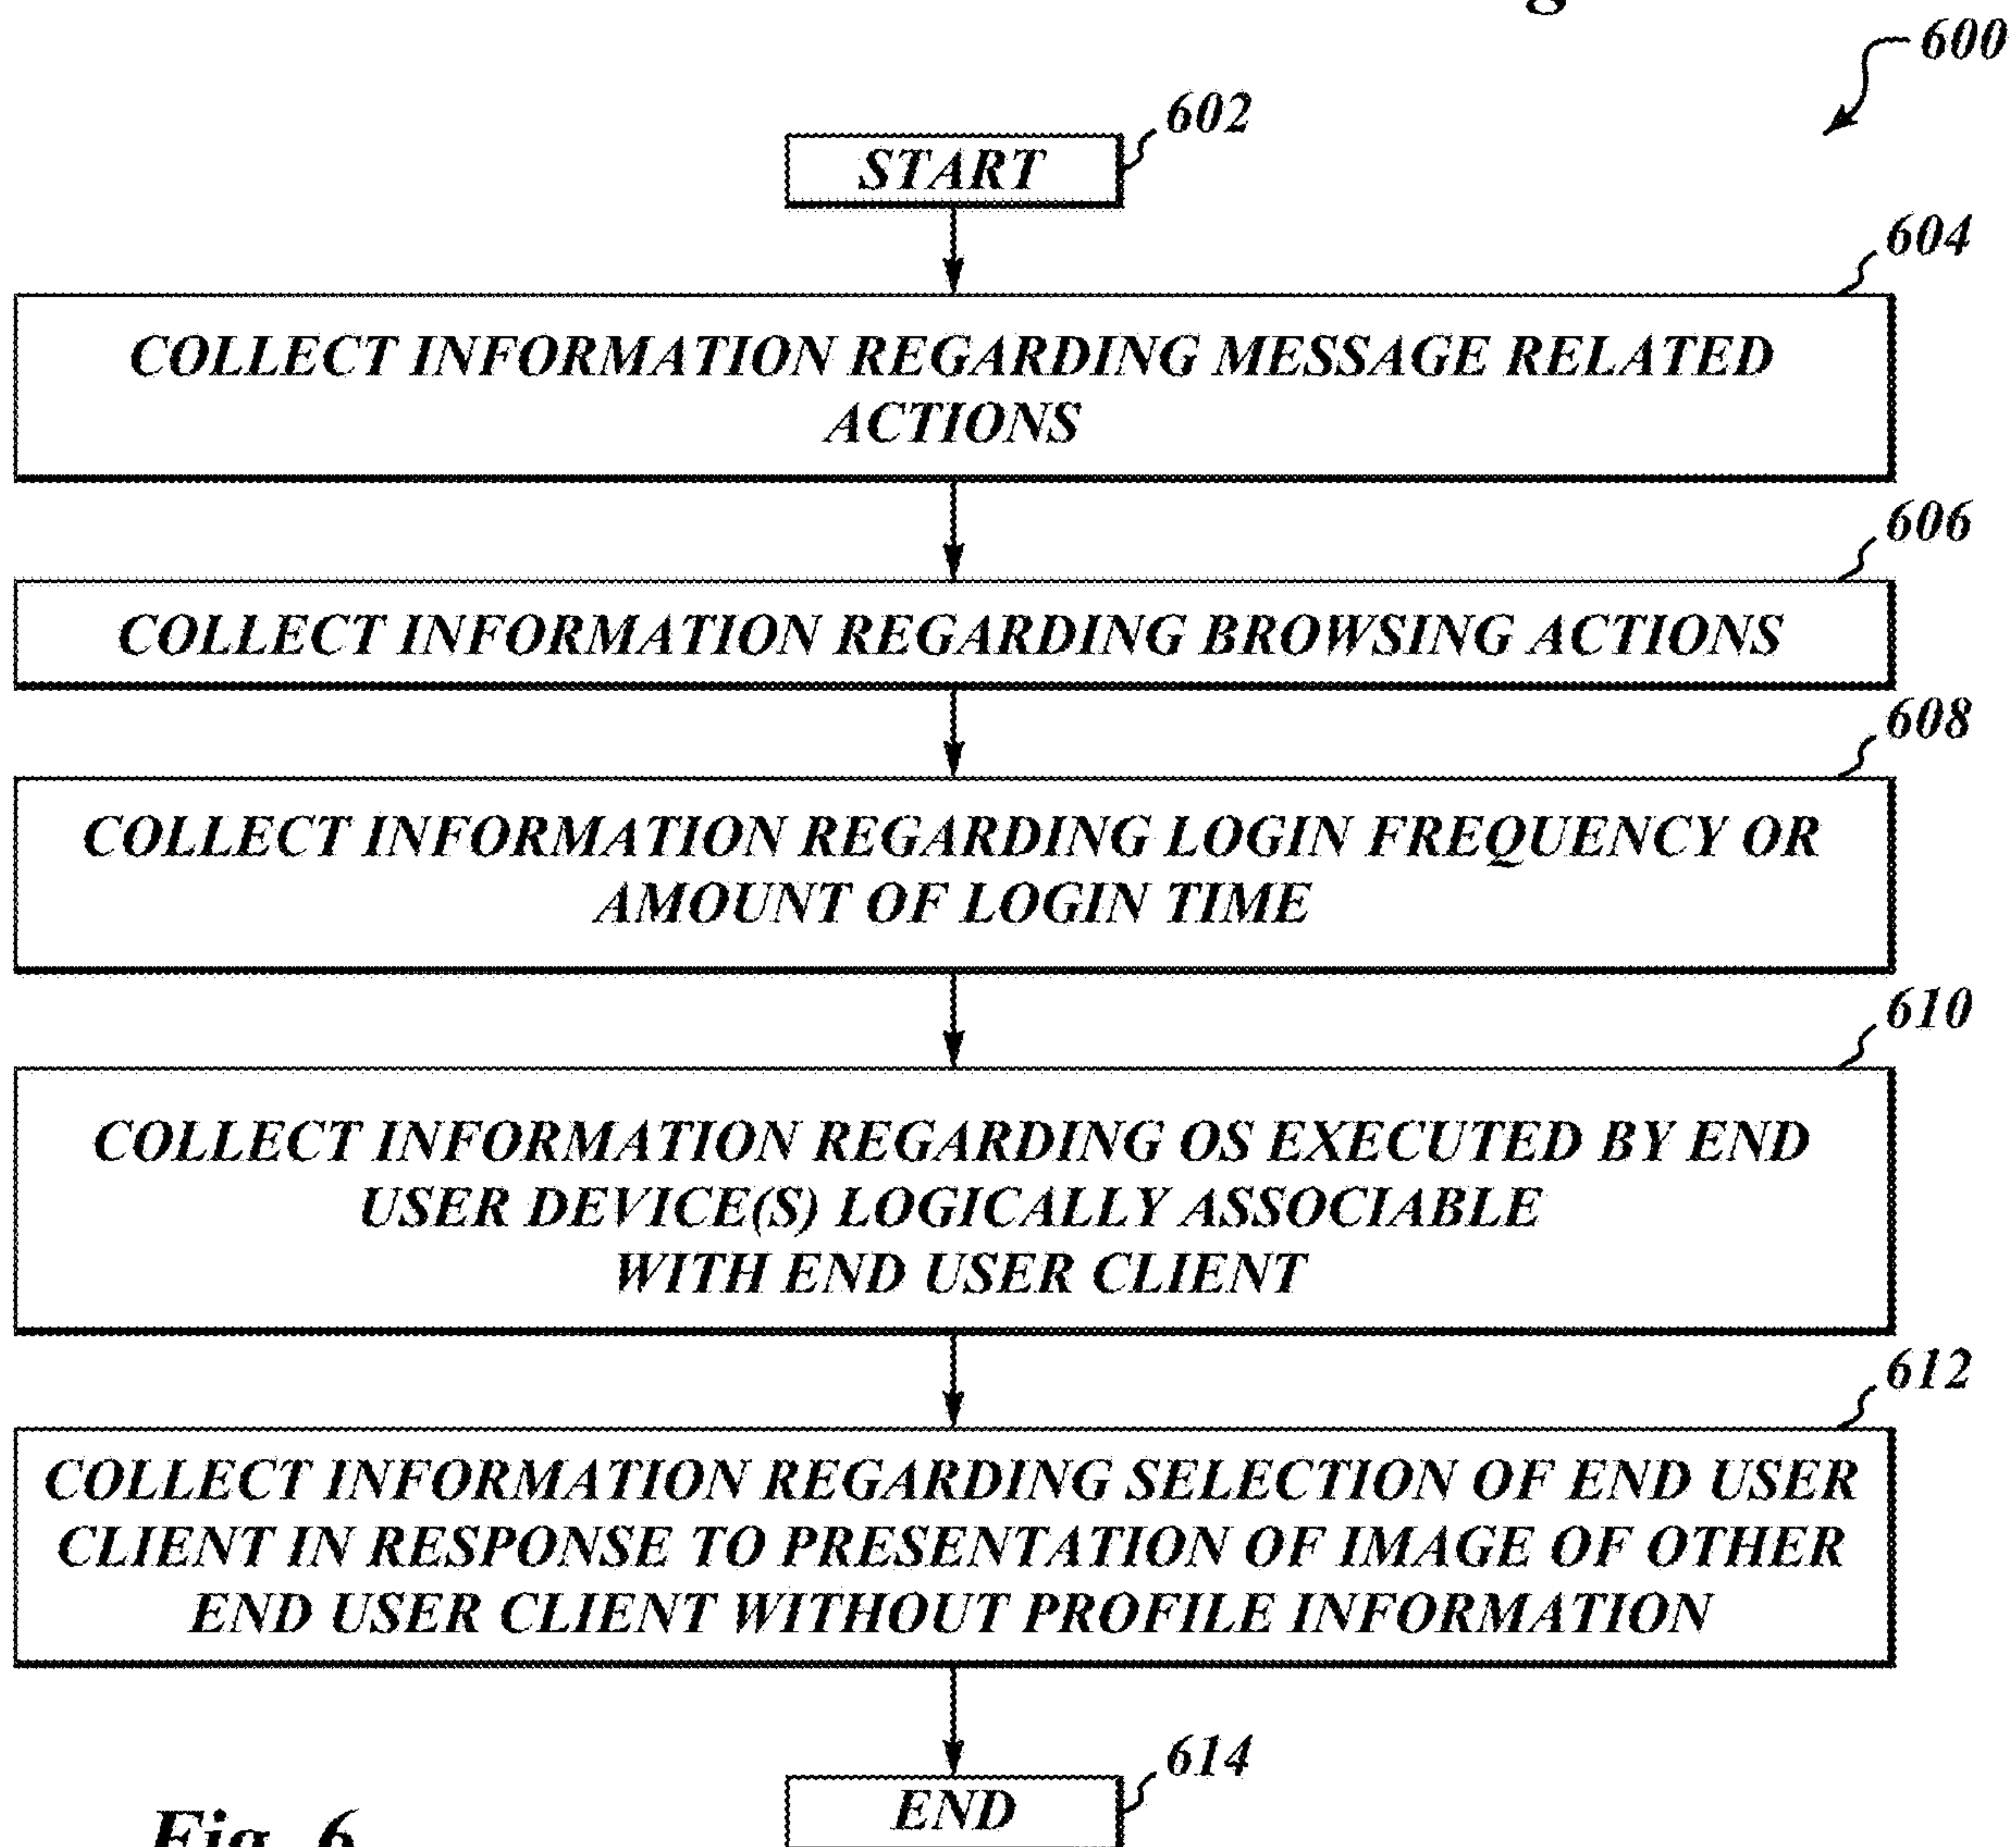 600
602
START
604
COLLECT INFORMATION REGARDING MESSAGE RELATED
ACTIONS
606
COLLECT INFORMATION REGARDING BROWSING ACTIONS
608
COLLECT INFORMATION REGARDING LOGIN FREQUENCY OR
AMOUNT OF LOGIN TIME
610
COLLECT INFORMATION REGARDING OS EXECUTED BY END
USER DEVICE(S) LOGICALLY ASSOCIABLE
WITH END USER CLIENT
612
COLLECT INFORMATION REGARDING SELECTION OF END USER
CLIENT IN RESPONSE TO PRESENTATION OF IMAGE OF OTHER
END USER CLIENT WITHOUT PROFILE INFORMATION
614
END
Fig. 6